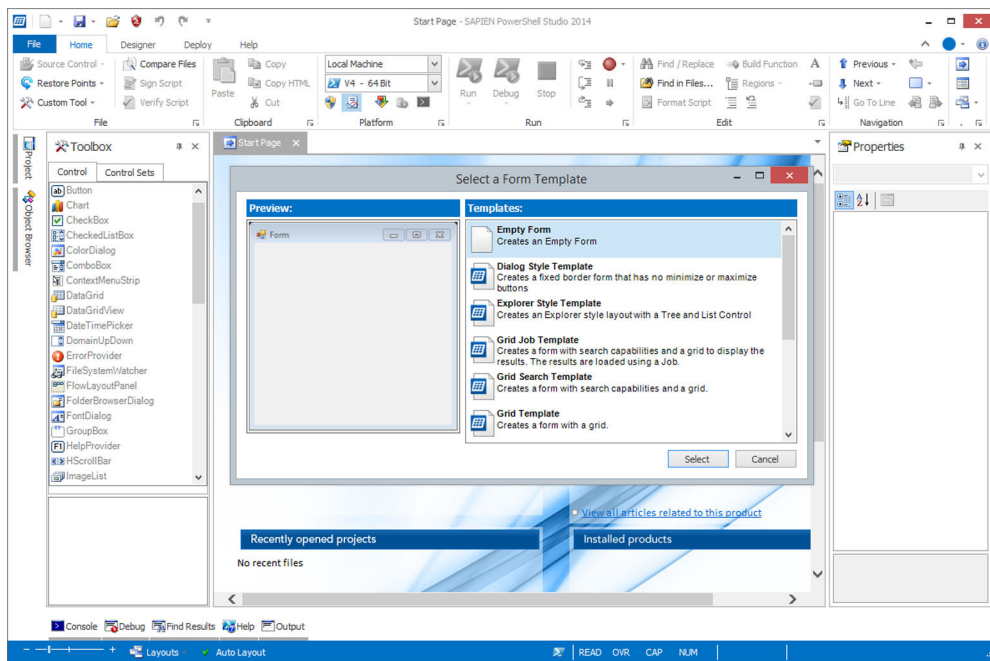 Start Page - SAPIEN PowerShell Studio 2014
File Home Designer Deploy Help
Source Control Compare Files
Restore Points Sign Script
Custom Tool Verify Script
File
Paste
Copy
Copy HTML
Cut
Clipboard
Local Machine
V4 - 64 Bit
Platform
Run Debug Stop
Run
Find / Replace Build Function
Find in Files... Regions
Format Script
Edit
Previous
Next
Go To Line
Navigation
Project
Object Browser
Toolbox
Control Control Sets
Button
Chart
CheckBox
CheckedListBox
ColorDialog
ComboBox
ContextMenuStrip
DataGrid
DataGridView
DateTimePicker
DomainUpDown
ErrorProvider
FileSystemWatcher
FlowLayoutPanel
FolderBrowserDialog
FontDialog
GroupBox
HelpProvider
HScrollBar
ImageList
Start Page
Select a Form Template
Preview:
Form
Templates:
Empty Form
Creates an Empty Form
Dialog Style Template
Creates a fixed border form that has no minimize or maximize
buttons
Explorer Style Template
Creates an Explorer style layout with a Tree and List Control
Grid Job Template
Creates a form with search capabilities and a grid to display the
results. The results are loaded using a Job.
Grid Search Template
Creates a form with search capabilities and a grid.
Grid Template
Creates a form with a grid.
Select Cancel
View all articles related to this product
Recently opened projects
Installed products
No recent files
Properties
Console Debug Find Results Help Output
Layouts Auto Layout
READ OVR CAP NUM